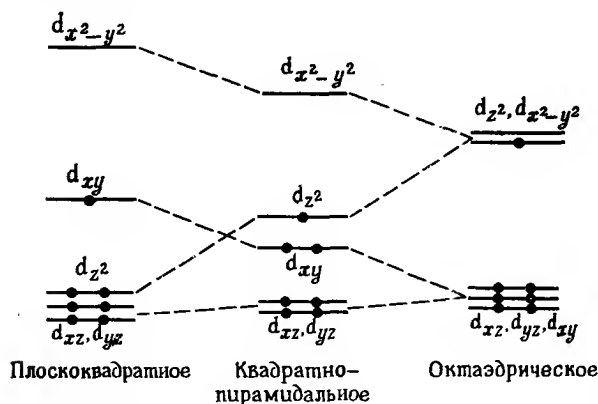 dx²−y²
dx²−y²
dz², dx²−y²
dxy
dz²
dz²
dxy
dxz, dyz
dxz, dyz
dxz, dyz, dxy
Плоскоквадратное
Квадратно-
пирамидальное
Октаэдрическое